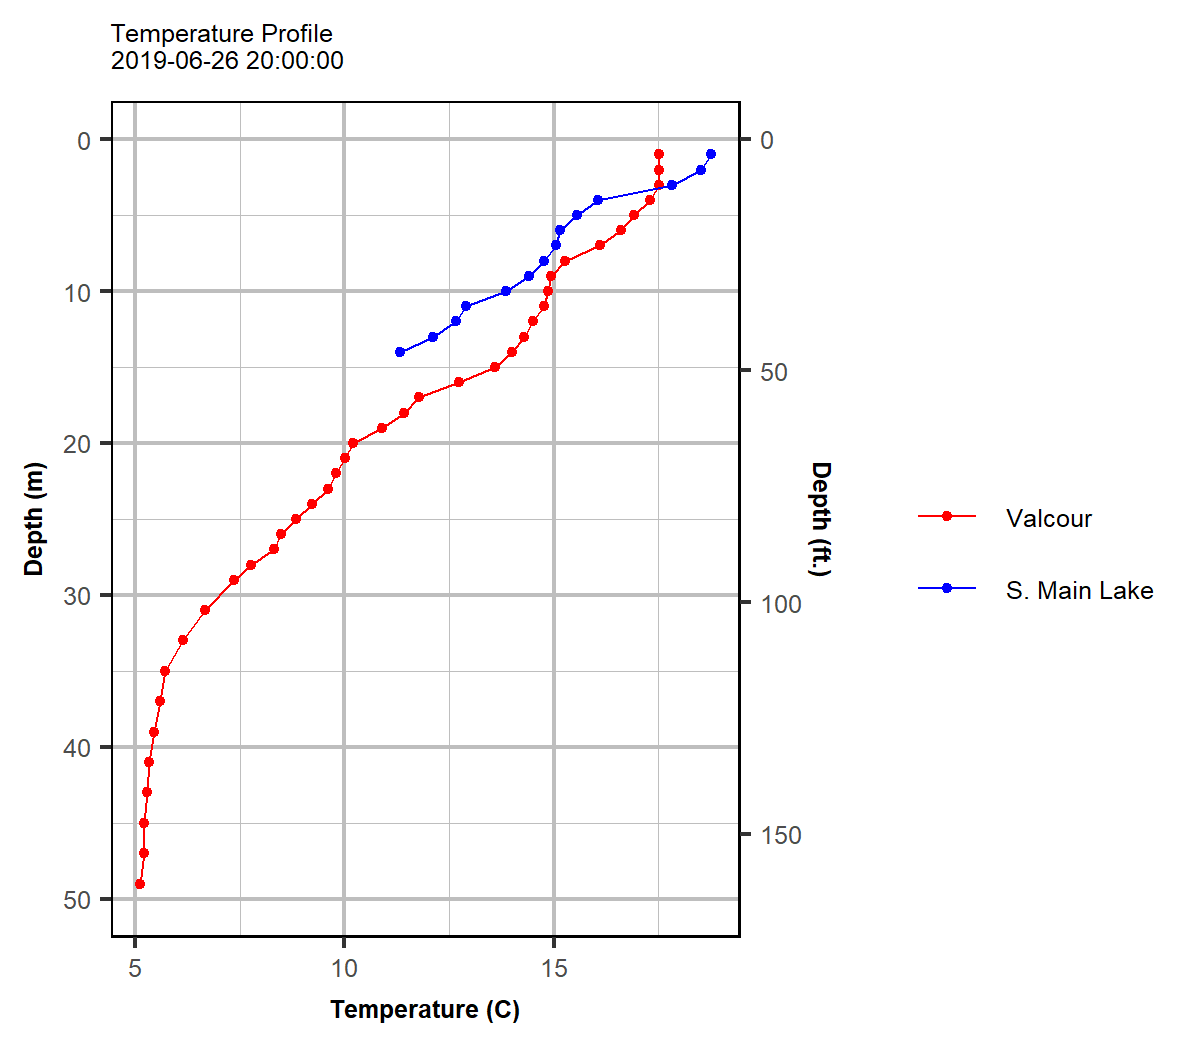 Temperature Profile
2019-06-26 20:00:00
0
10
20
30
40
50
Depth (m)
0
50
100
150
Depth (ft.)
5 10 15
Temperature (C)
Valcour
S. Main Lake